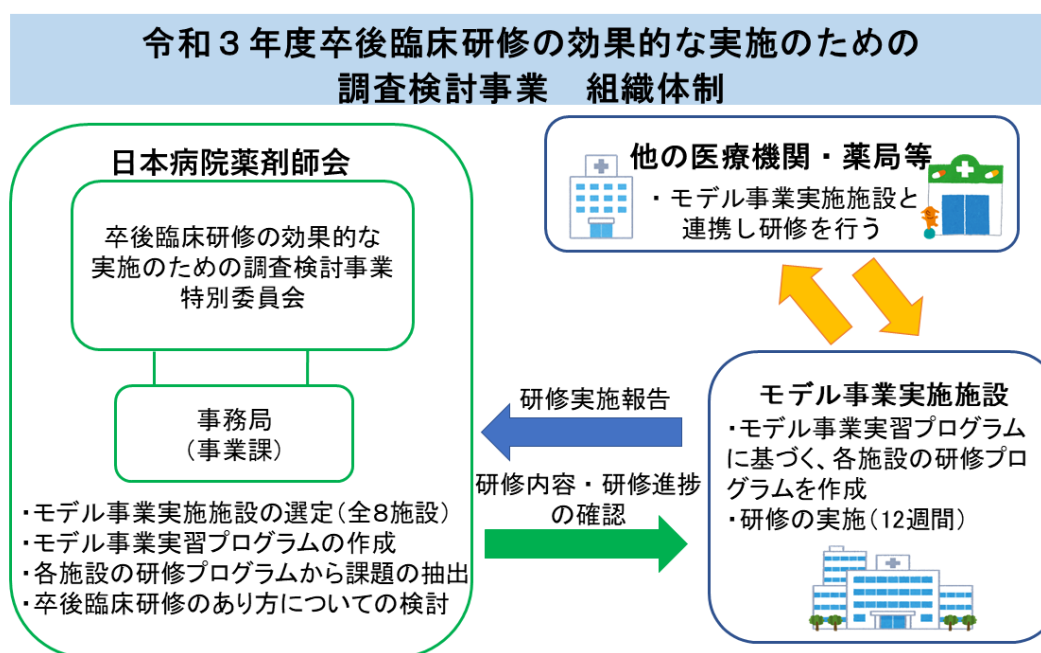 令和３年度卒後臨床研修の効果的な実施のための
調査検討事業　組織体制
日本病院薬剤師会
卒後臨床研修の効果的な
実施のための調査検討事業
特別委員会
事務局
（事業課）
・モデル事業実施施設の選定（全８施設）
・モデル事業実習プログラムの作成
・各施設の研修プログラムから課題の抽出
・卒後臨床研修のあり方についての検討
他の医療機関・薬局等
・モデル事業実施施設と
連携し研修を行う
研修実施報告
研修内容・研修進捗
の確認
モデル事業実施施設
・モデル事業実習プログラム
に基づく、各施設の研修プロ
グラムを作成
・研修の実施（12週間）